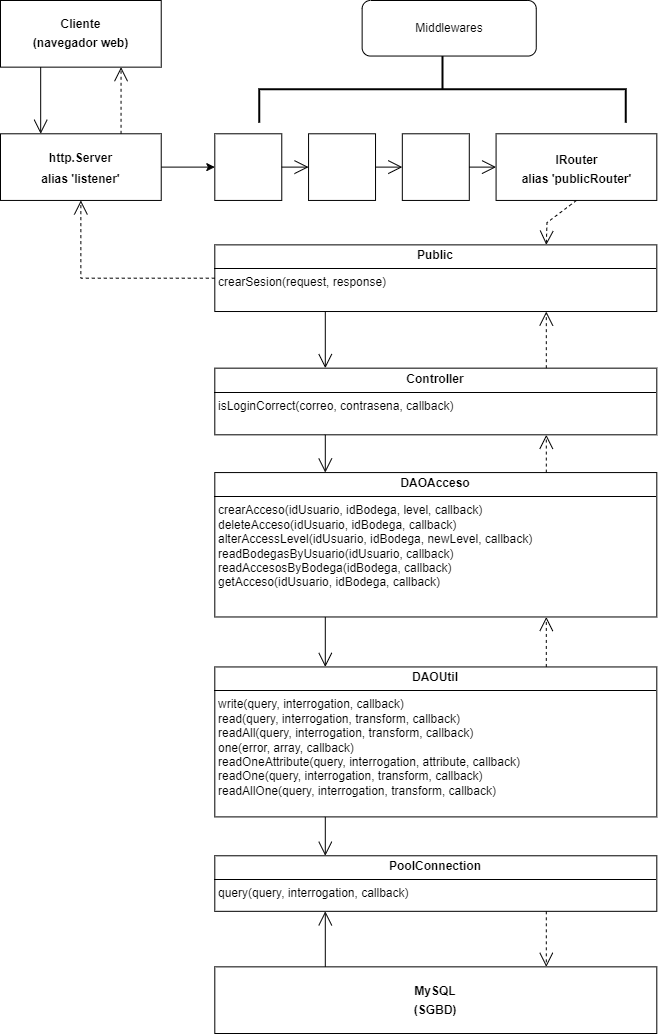 Cliente
(navegador web)
Middlewares
http.Server
alias 'listener'
IRouter
alias 'publicRouter'
Public
crearSesion(request, response)
Controller
isLoginCorrect(correo, contrasena, callback)
DAOAcceso
crearAcceso(idUsuario, idBodega, level, callback)
deleteAcceso(idUsuario, idBodega, callback)
alterAccessLevel(idUsuario, idBodega, newLevel, callback)
readBodegasByUsuario(idUsuario, callback)
readAccesosByBodega(idBodega, callback)
getAcceso(idUsuario, idBodega, callback)
DAOUtil
write(query, interrogation, callback)
read(query, interrogation, transform, callback)
readAll(query, interrogation, transform, callback)
one(error, array, callback)
readOneAttribute(query, interrogation, attribute, callback)
readOne(query, interrogation, transform, callback)
readAllOne(query, interrogation, transform, callback)
PoolConnection
query(query, interrogation, callback)
MySQL
(SGBD)